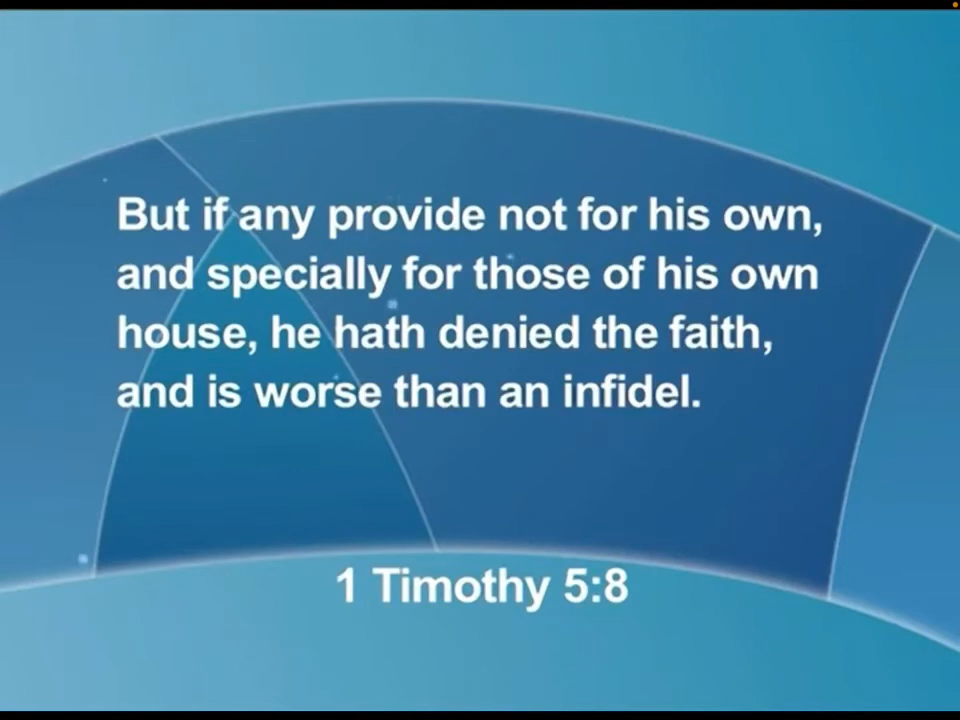 But if any provide not for his own,
and specially for those of his own
house, he hath denied the faith,
and is worse than an infidel.
1 Timothy 5:8